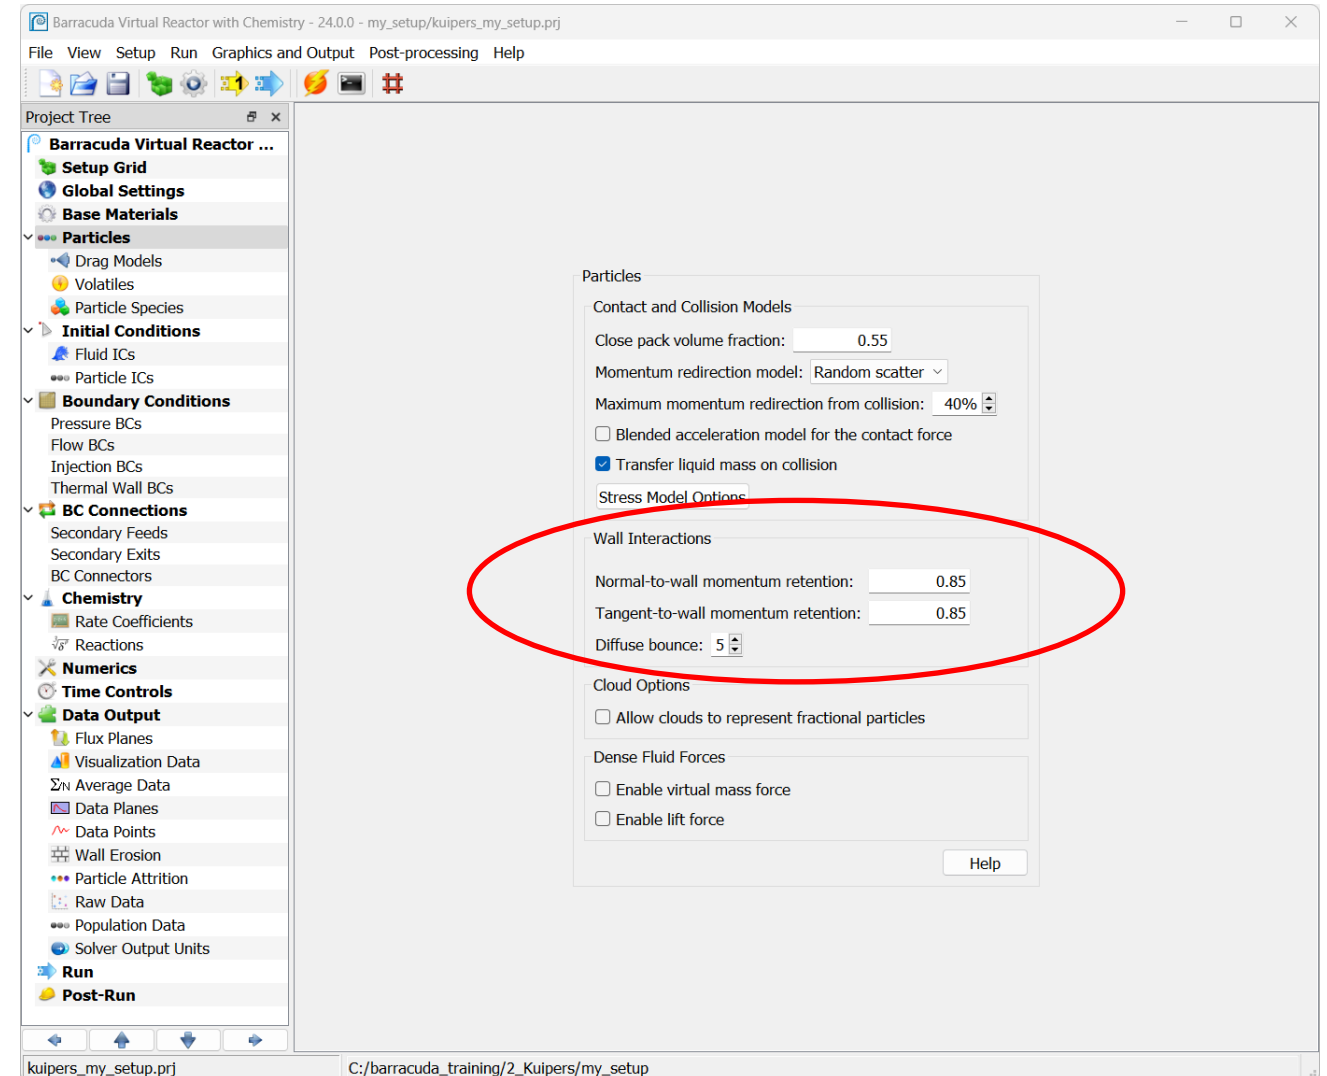 Barracuda Virtual Reactor with Chemistry - 24.0.0 - my_setup/kuipers_my_setup.prj
File View Setup Run Graphics and Output Post-processing Help
1
Project Tree
Barracuda Virtual Reactor ...
Setup Grid
Global Settings
Base Materials
Particles
Drag Models
Volatiles
Particle Species
Initial Conditions
Fluid ICs
Particle ICs
Boundary Conditions
Pressure BCs
Flow BCs
Injection BCs
Thermal Wall BCs
BC Connections
Secondary Feeds
Secondary Exits
BC Connectors
Chemistry
Rate Coefficients
Reactions
Numerics
Time Controls
Data Output
Flux Planes
Visualization Data
Σ/N Average Data
Data Planes
Data Points
Wall Erosion
Particle Attrition
Raw Data
Population Data
Solver Output Units
Run
Post-Run
Particles
Contact and Collision Models
Close pack volume fraction: 0.55
Momentum redirection model: Random scatter
Maximum momentum redirection from collision: 40%
Blended acceleration model for the contact force
Transfer liquid mass on collision
Stress Model Options
Wall Interactions
Normal-to-wall momentum retention: 0.85
Tangent-to-wall momentum retention: 0.85
Diffuse bounce: 5
Cloud Options
Allow clouds to represent fractional particles
Dense Fluid Forces
Enable virtual mass force
Enable lift force
Help
kuipers_my_setup.prj C:/barracuda_training/2_Kuipers/my_setup